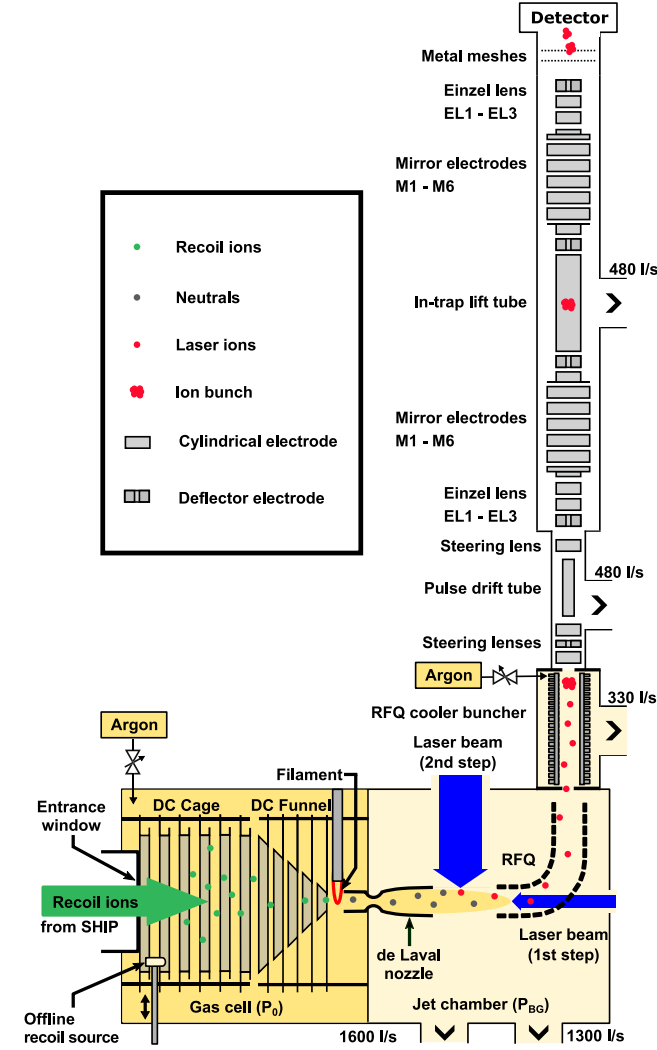 Detector
Metal meshes
Einzel lens
EL1 - EL3
Mirror electrodes
M1 - M6
480 l/s
In-trap lift tube
Mirror electrodes
M1 - M6
Einzel lens
EL1 - EL3
Steering lens
480 l/s
Pulse drift tube
Steering lenses
Argon
330 l/s
RFQ cooler buncher
Recoil ions
Neutrals
Laser ions
Ion bunch
Cylindrical electrode
Deflector electrode
Argon
Laser beam
(2nd step)
Filament
Entrance
window
DC Cage
DC Funnel
RFQ
Recoil ions
from SHIP
de Laval
nozzle
Laser beam
(1st step)
Offline
recoil source
Gas cell (P0)
Jet chamber (PBG)
1600 l/s
1300 l/s